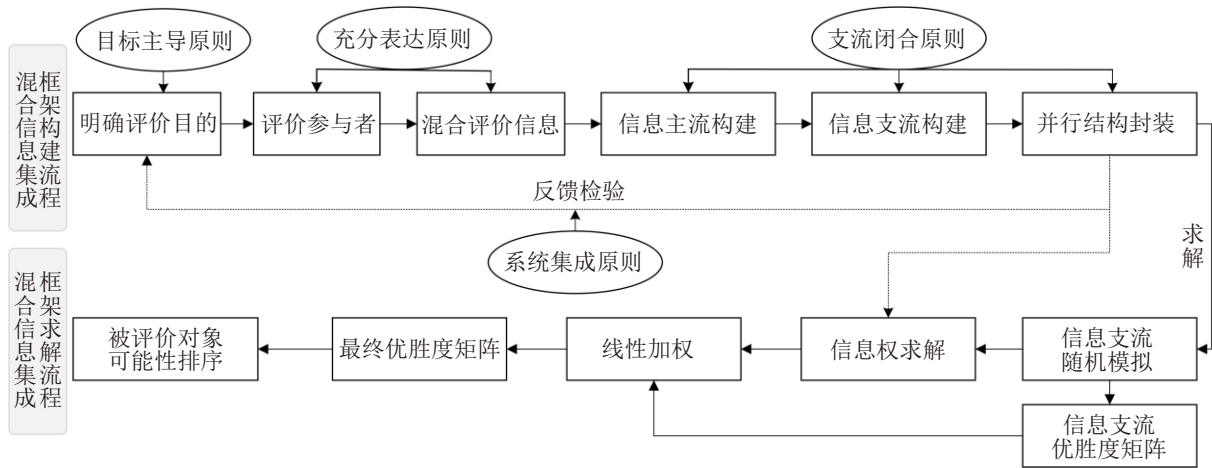 目标主导原则
充分表达原则
支流闭合原则
混合信息集成
框架构建流程
明确评价目的
评价参与者
混合评价信息
信息主流构建
信息支流构建
并行结构封装
反馈检验
系统集成原则
求解
混合信息集成
框架求解流程
被评价对象
可能性排序
最终优胜度矩阵
线性加权
信息权求解
信息支流
随机模拟
信息支流
优胜度矩阵